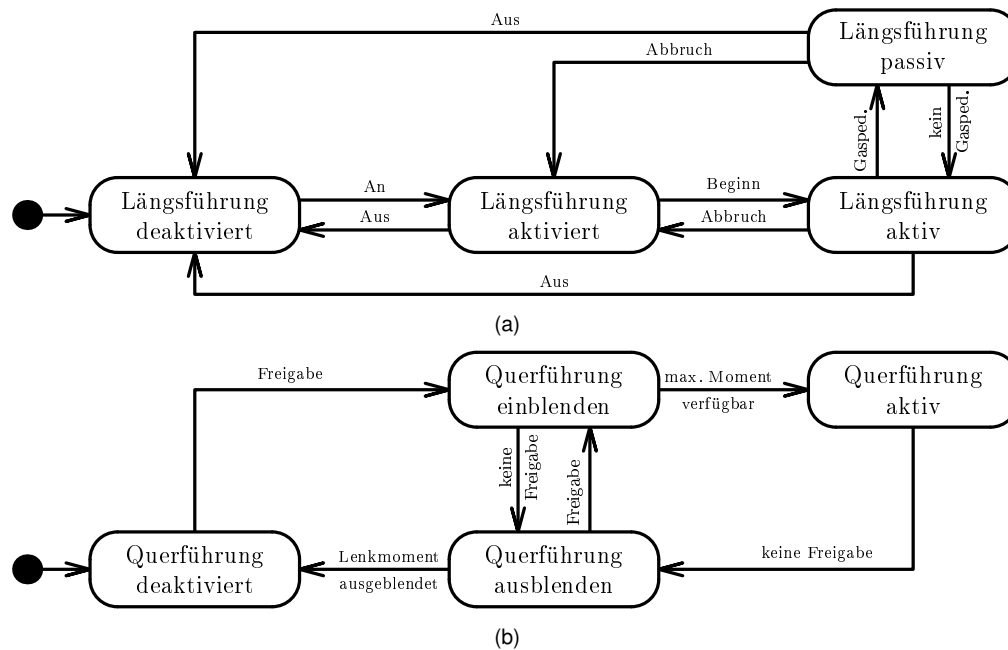 Aus
Längsführung
passiv
Abbruch
Gasped.
kein
Gasped.
Längsführung
deaktiviert
An
Aus
Längsführung
aktiviert
Beginn
Abbruch
Längsführung
aktiv
Aus
(a)
Freigabe
Querführung
einblenden
max. Moment
verfügbar
Querführung
aktiv
keine
Freigabe
Freigabe
Querführung
deaktiviert
Lenkmoment
ausgeblendet
Querführung
ausblenden
keine Freigabe
(b)